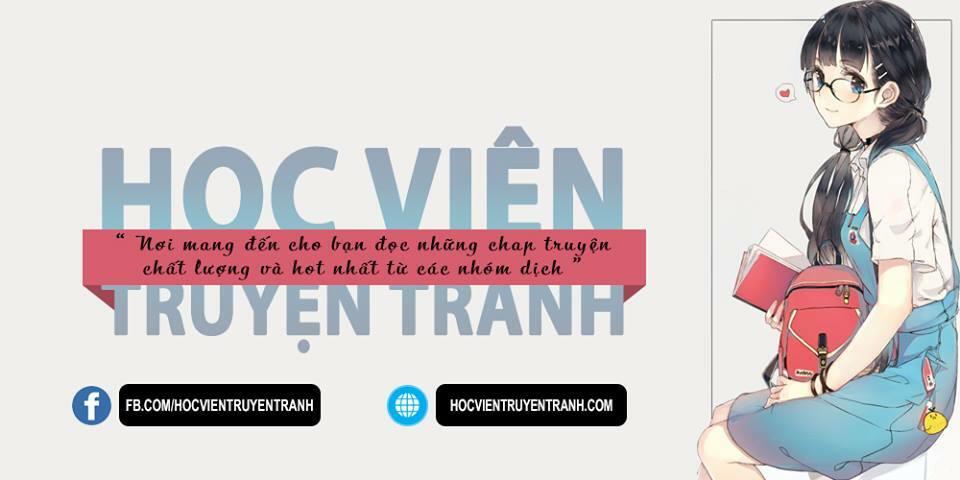 HỌC VIÊN
“ Nơi mang đến cho bạn đọc những chap truyện
chất lượng và hot nhất từ các nhóm dịch ”
TRUYỆN TRANH
FB.COM/HOCVIENTRUYENTRANH
HOCVIENTRUYENTRANH.COM